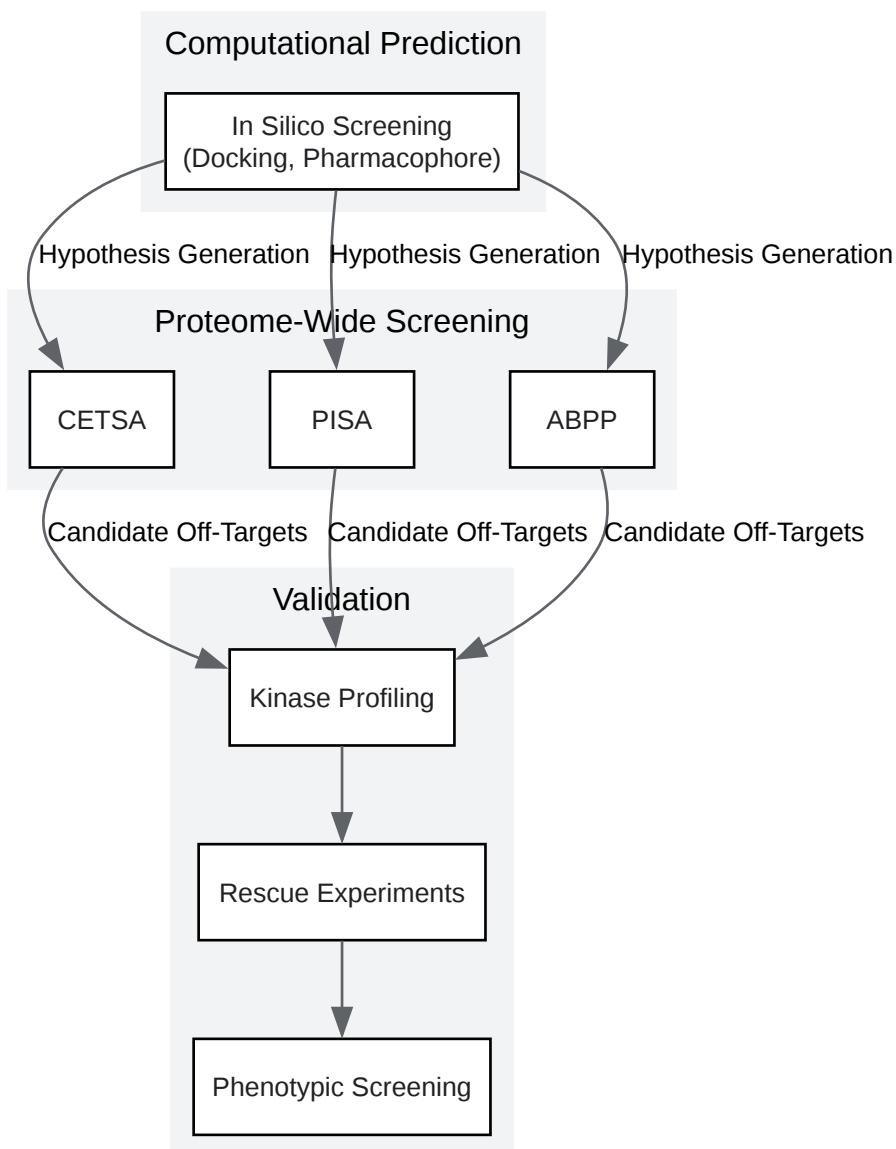 Computational Prediction
In Silico Screening
(Docking, Pharmacophore)
Hypothesis Generation
Hypothesis Generation
Hypothesis Generation
Proteome-Wide Screening
CETSA
PISA
ABPP
Candidate Off-Targets
Candidate Off-Targets
Candidate Off-Targets
Validation
Kinase Profiling
Rescue Experiments
Phenotypic Screening